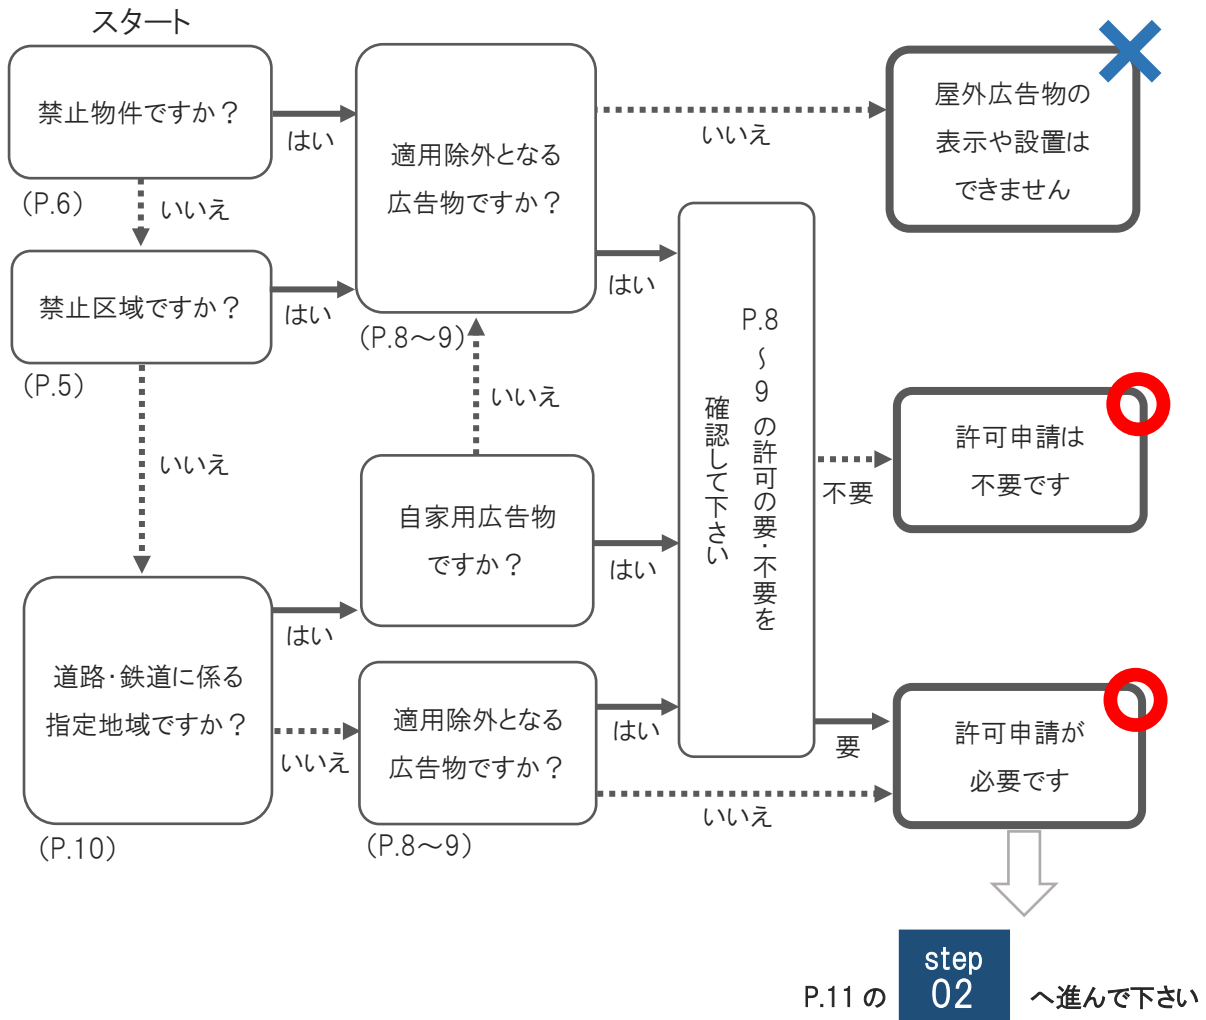 スタート
禁止物件ですか？
はい
(P.6)
いいえ
禁止区域ですか？
はい
(P.5)
いいえ
適用除外となる
広告物ですか？
(P.8～9)
いいえ
はい
屋外広告物の
表示や設置は
できません
いいえ
自家用広告物
ですか？
はい
道路・鉄道に係る
指定地域ですか？
はい
いいえ
(P.10)
適用除外となる
広告物ですか？
はい
いいえ
(P.8～9)
P.8～9の許可の要・不要を
確認して下さい
不要
要
許可申請は
不要です
許可申請が
必要です
P.11 の step 02 へ進んで下さい